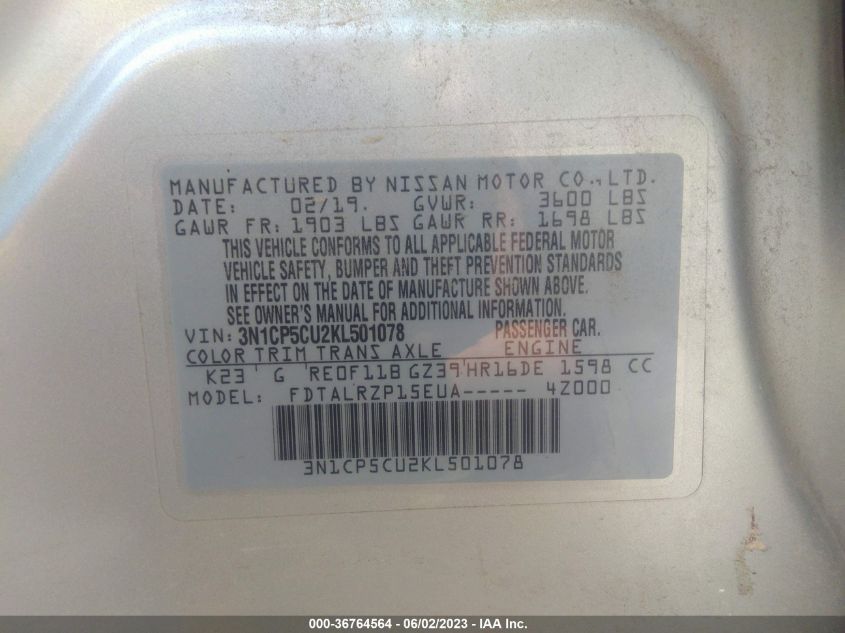 MANUFACTURED BY NISSAN MOTOR CO., LTD.
DATE: 02/19. GVWR: 3600 LBS
GAWR FR: 1903 LBS GAWR RR: 1698 LBS
THIS VEHICLE CONFORMS TO ALL APPLICABLE FEDERAL MOTOR
VEHICLE SAFETY, BUMPER AND THEFT PREVENTION STANDARDS
IN EFFECT ON THE DATE OF MANUFACTURE SHOWN ABOVE.
SEE OWNER'S MANUAL FOR ADDITIONAL INFORMATION.
VIN: 3N1CP5CU2KL501078 PASSENGER CAR.
COLOR TRIM TRANS AXLE ENGINE
K23 ' G ' RE0F11B GZ39'HR16DE 1598 CC
MODEL: FDTALRZP15EUA----- 4Z000
3N1CP5CU2KL501078
000-36764564 - 06/02/2023 - IAA Inc.